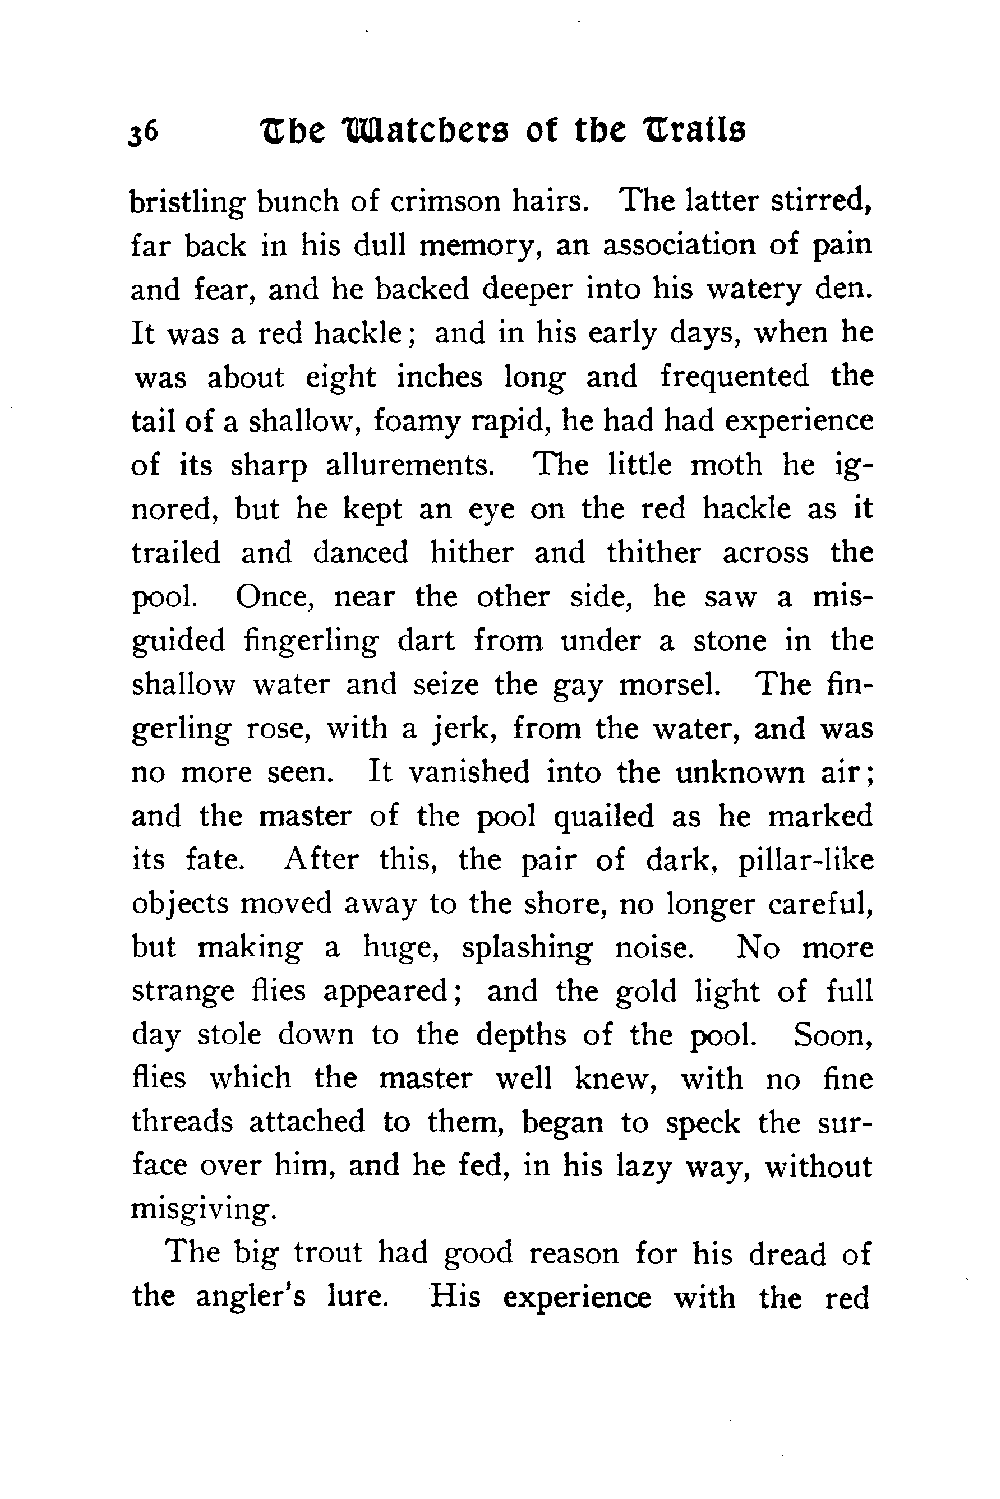 36 The Watchers of the Trails
bristling bunch of crimson hairs. The latter stirred,
far back in his dull memory, an association of pain
and fear, and he backed deeper into his watery den.
It was a red hackle; and in his early days, when he
was about eight inches long and frequented the
tail of a shallow, foamy rapid, he had had experience
of its sharp allurements. The little moth he ig-
nored, but he kept an eye on the red hackle as it
trailed and danced hither and thither across the
pool. Once, near the other side, he saw a mis-
guided fingerling dart from under a stone in the
shallow water and seize the gay morsel. The fin-
gerling rose, with a jerk, from the water, and was
no more seen. It vanished into the unknown air;
and the master of the pool quailed as he marked
its fate. After this, the pair of dark, pillar-like
objects moved away to the shore, no longer careful,
but making a huge, splashing noise. No more
strange flies appeared; and the gold light of full
day stole down to the depths of the pool. Soon,
flies which the master well knew, with no fine
threads attached to them, began to speck the sur-
face over him, and he fed, in his lazy way, without
misgiving.
The big trout had good reason for his dread of
the angler's lure. His experience with the red